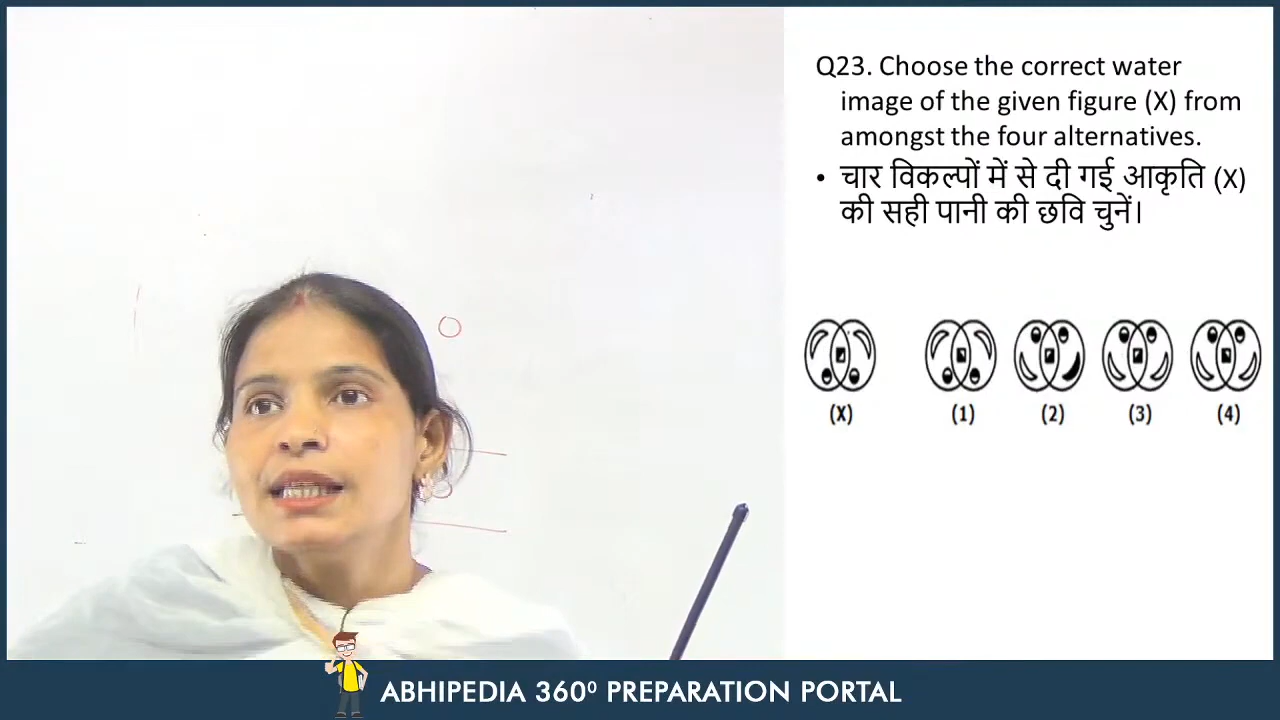 Q23. Choose the correct water
image of the given figure (X) from
amongst the four alternatives.
• चार विकल्पों में से दी गई आकृति (X)
की सही पानी की छवि चुनें।
(X) (1) (2) (3) (4)
ABHIPEDIA 360⁰ PREPARATION PORTAL